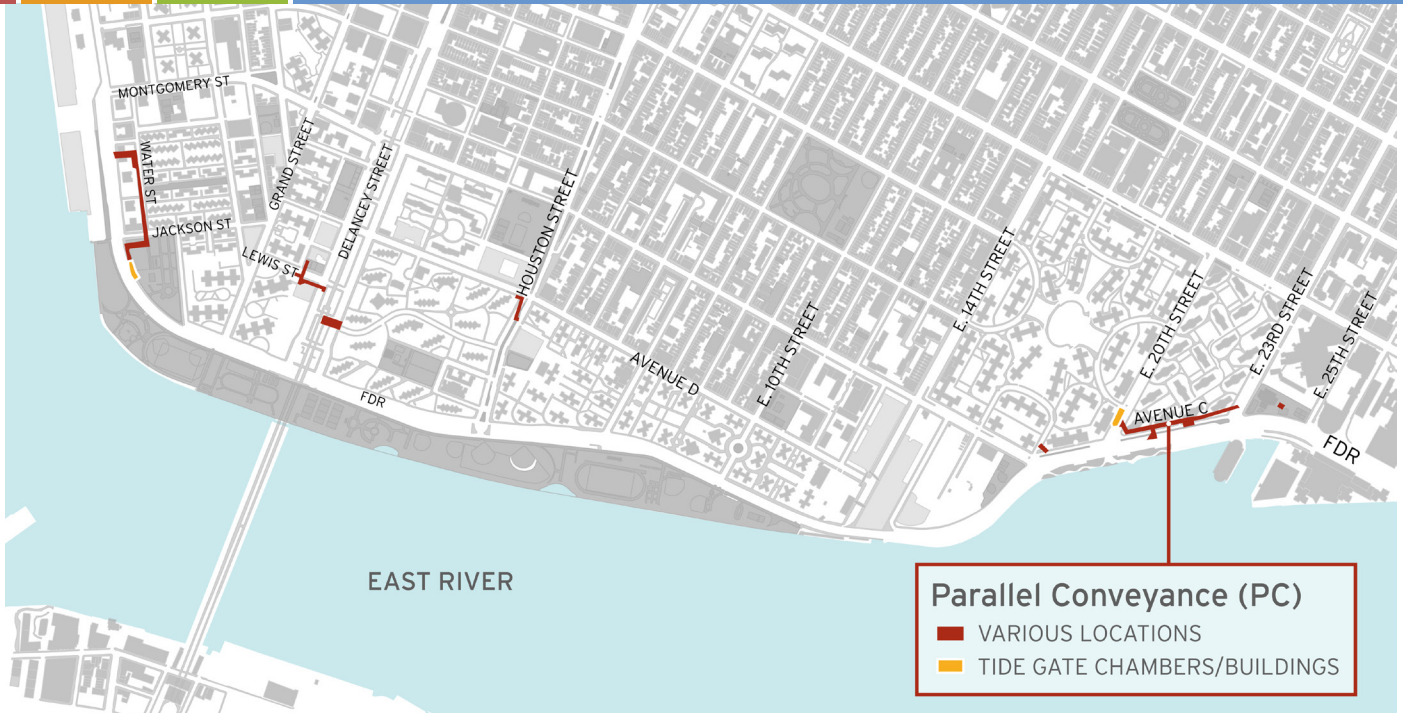 MONTGOMERY ST
WATER ST
GRAND STREET
JACKSON ST
DELANCEY STREET
LEWIS ST
HOUSTON STREET
FDR
AVENUE D
E. 10TH STREET
E. 14TH STREET
E. 20TH STREET
E. 23RD STREET
E. 25TH STREET
AVENUE C
FDR
EAST RIVER
Parallel Conveyance (PC)
VARIOUS LOCATIONS
TIDE GATE CHAMBERS/BUILDINGS